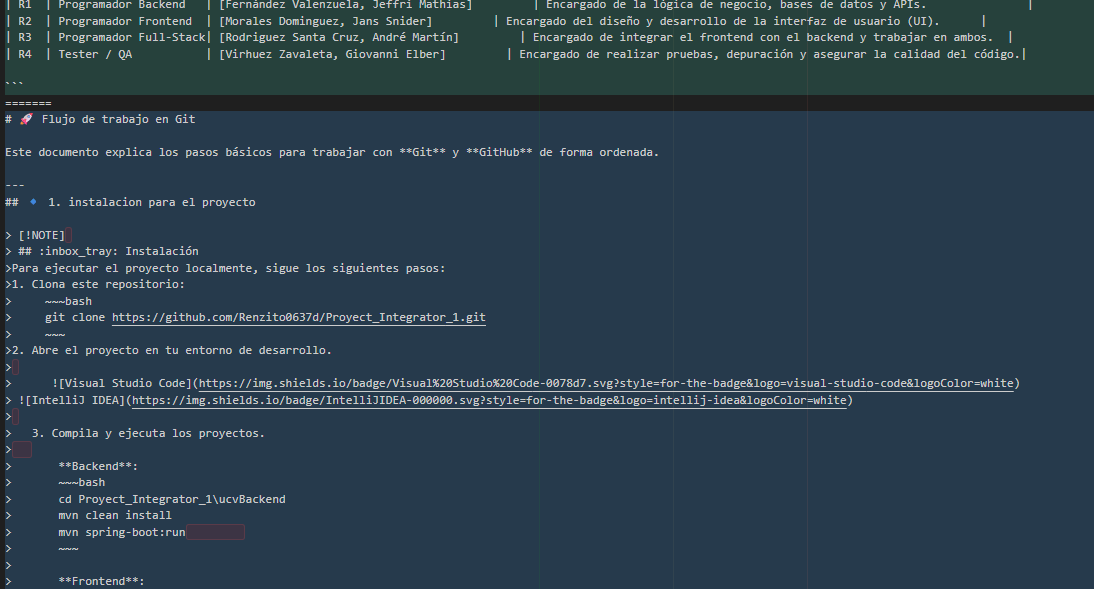 | R1  | Programador Backend   | [Fernández Valenzuela, Jeffri Mathias]         | Encargado de la lógica de negocio, bases de datos y APIs.               |
| R2  | Programador Frontend  | [Morales Dominguez, Jans Snider]         | Encargado del diseño y desarrollo de la interfaz de usuario (UI).      |
| R3  | Programador Full-Stack| [Rodriguez Santa Cruz, André Martín]         | Encargado de integrar el frontend con el backend y trabajar en ambos.  |
| R4  | Tester / QA           | [Virhuez Zavaleta, Giovanni Elber]         | Encargado de realizar pruebas, depuración y asegurar la calidad del código.|
```
=======
# 🚀 Flujo de trabajo en Git
Este documento explica los pasos básicos para trabajar con **Git** y **GitHub** de forma ordenada.
---
## 🔹 1. instalacion para el proyecto
> [!NOTE]
> ## :inbox_tray: Instalación
>Para ejecutar el proyecto localmente, sigue los siguientes pasos:
>1. Clona este repositorio:
>     ~~~bash
>     git clone https://github.com/Renzito0637d/Proyect_Integrator_1.git
>     ~~~
>2. Abre el proyecto en tu entorno de desarrollo.
>
>      ![Visual Studio Code](https://img.shields.io/badge/Visual%20Studio%20Code-0078d7.svg?style=for-the-badge&logo=visual-studio-code&logoColor=white)
> ![IntelliJ IDEA](https://img.shields.io/badge/IntelliJIDEA-000000.svg?style=for-the-badge&logo=intellij-idea&logoColor=white)
>
>   3. Compila y ejecuta los proyectos.
>
>       **Backend**:
>       ~~~bash
>       cd Proyect_Integrator_1\ucvBackend
>       mvn clean install
>       mvn spring-boot:run
>       ~~~
>
>       **Frontend**: